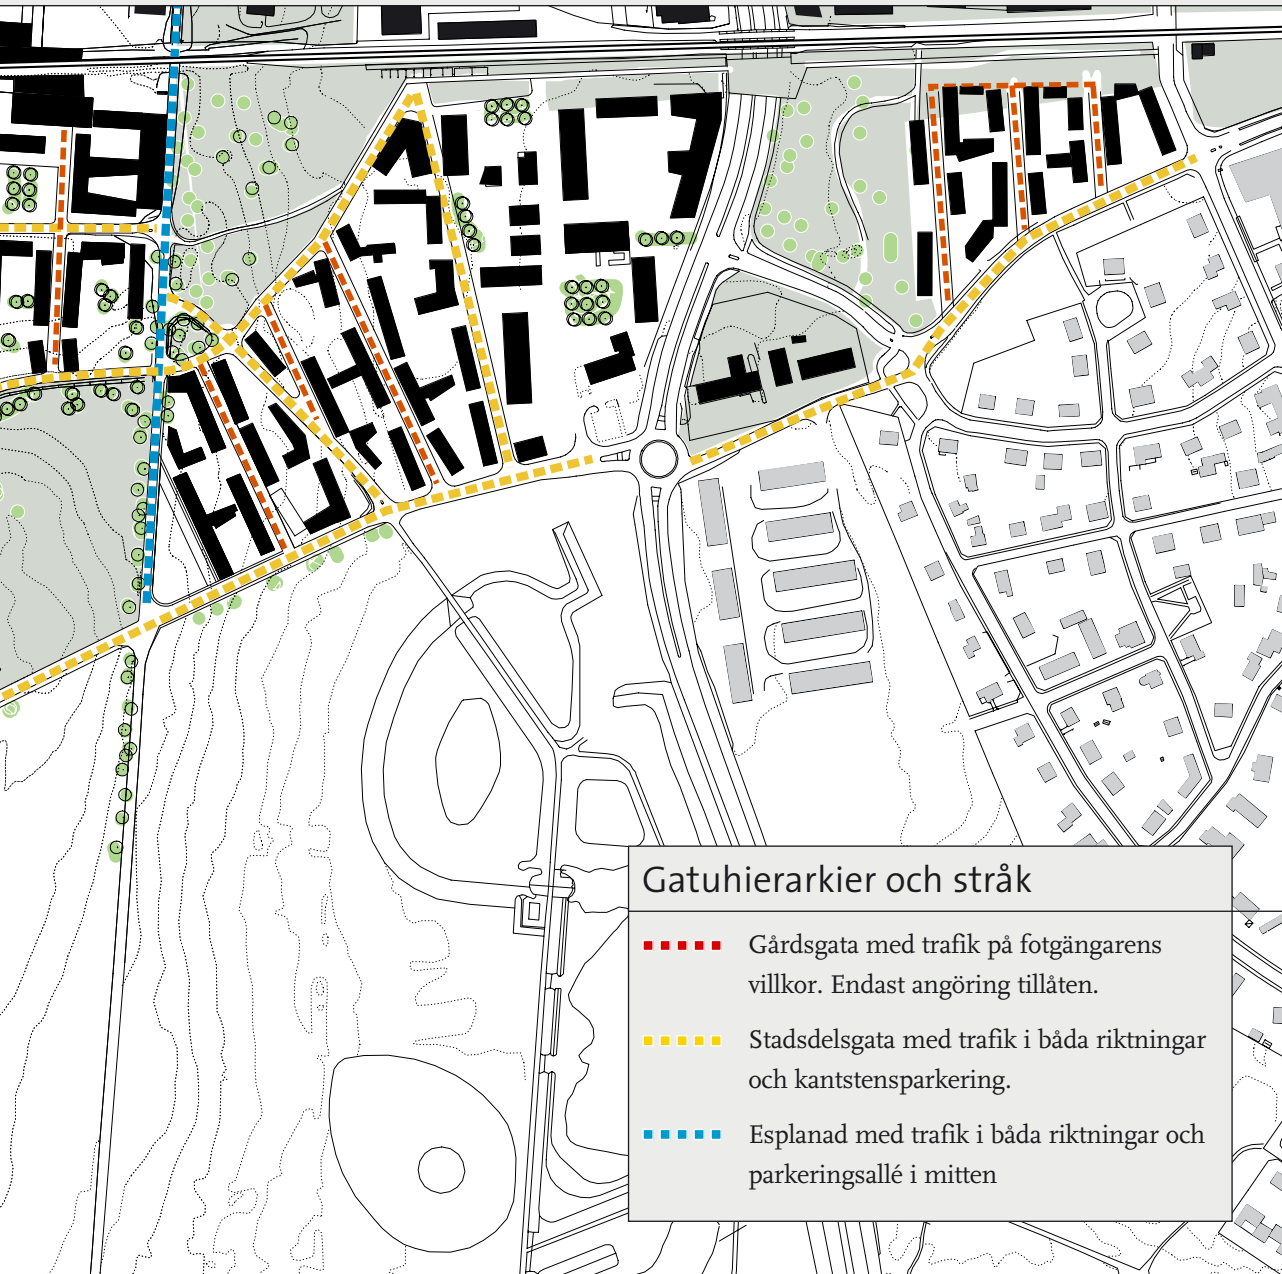 Gatuhierarkier och stråk
Gårdsgata med trafik på fotgängarens
villkor. Endast angöring tillåten.
Stadsdelsgata med trafik i båda riktningar
och kantstensparkering.
Esplanad med trafik i båda riktningar och
parkeringsallé i mitten